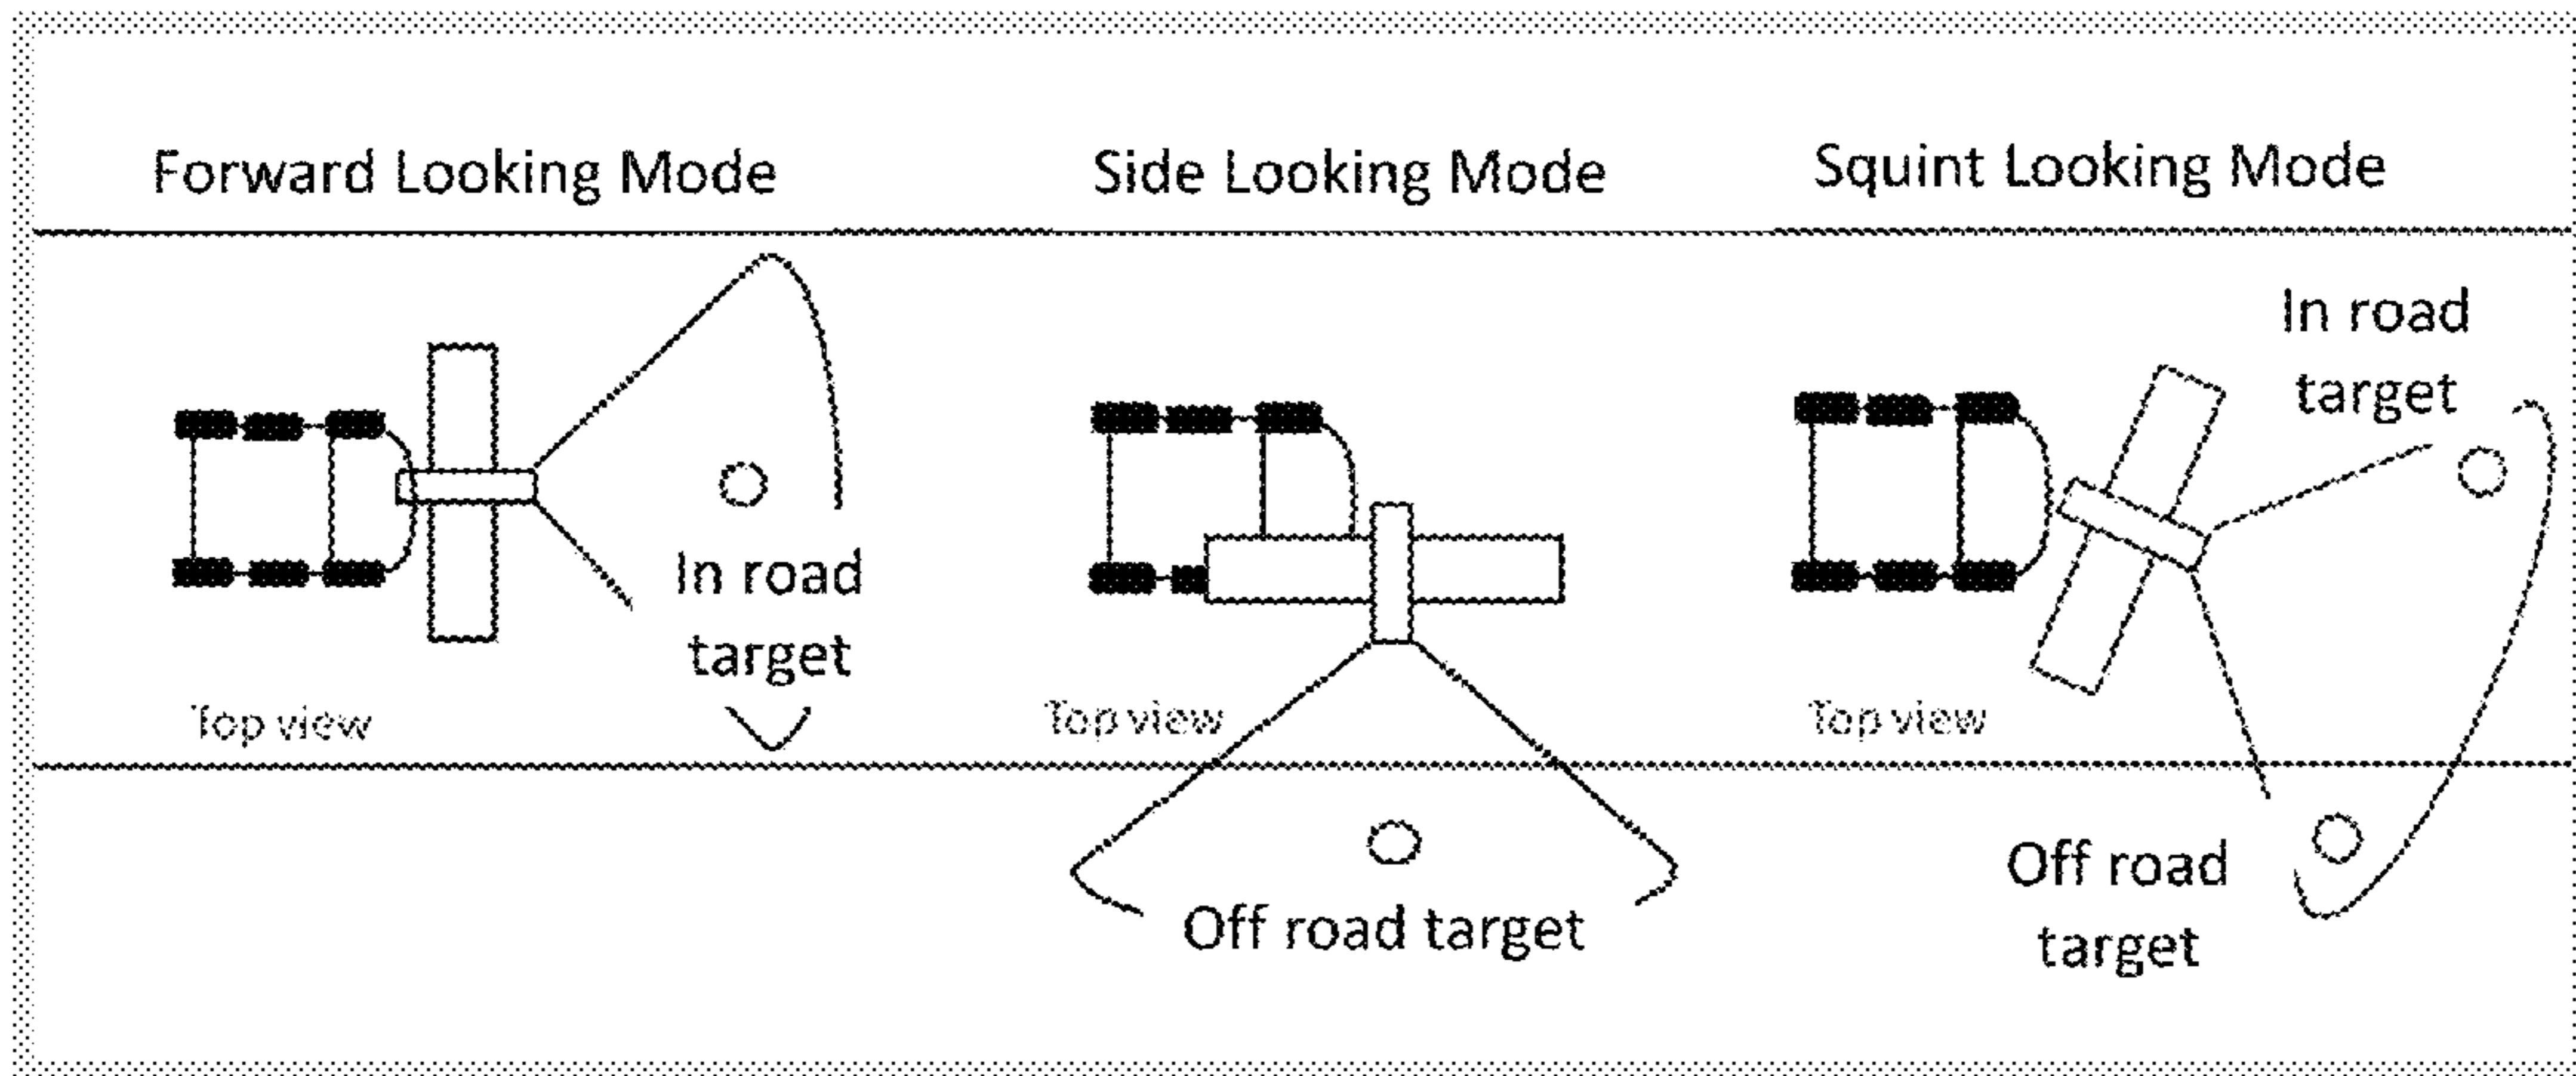 Forward Looking Mode
Side Looking Mode
Squint Looking Mode
In road
target
Top view
Top view
Off road target
In road
target
Top view
Off road
target